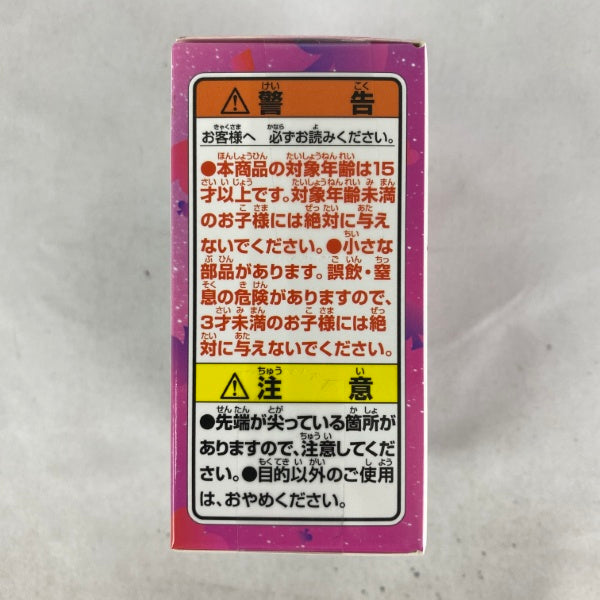 ⚠警告
お客様へ 必ずお読みください。
●本商品の対象年齢は15
才以上です。対象年齢未満
のお子様には絶対に与え
ないでください。●小さな
部品があります。誤飲・窒
息の危険がありますので、
3才未満のお子様には絶
対に与えないでください。
⚠注意
●先端が尖っている箇所が
ありますので、注意してくだ
さい。●目的以外のご使用
は、おやめください。